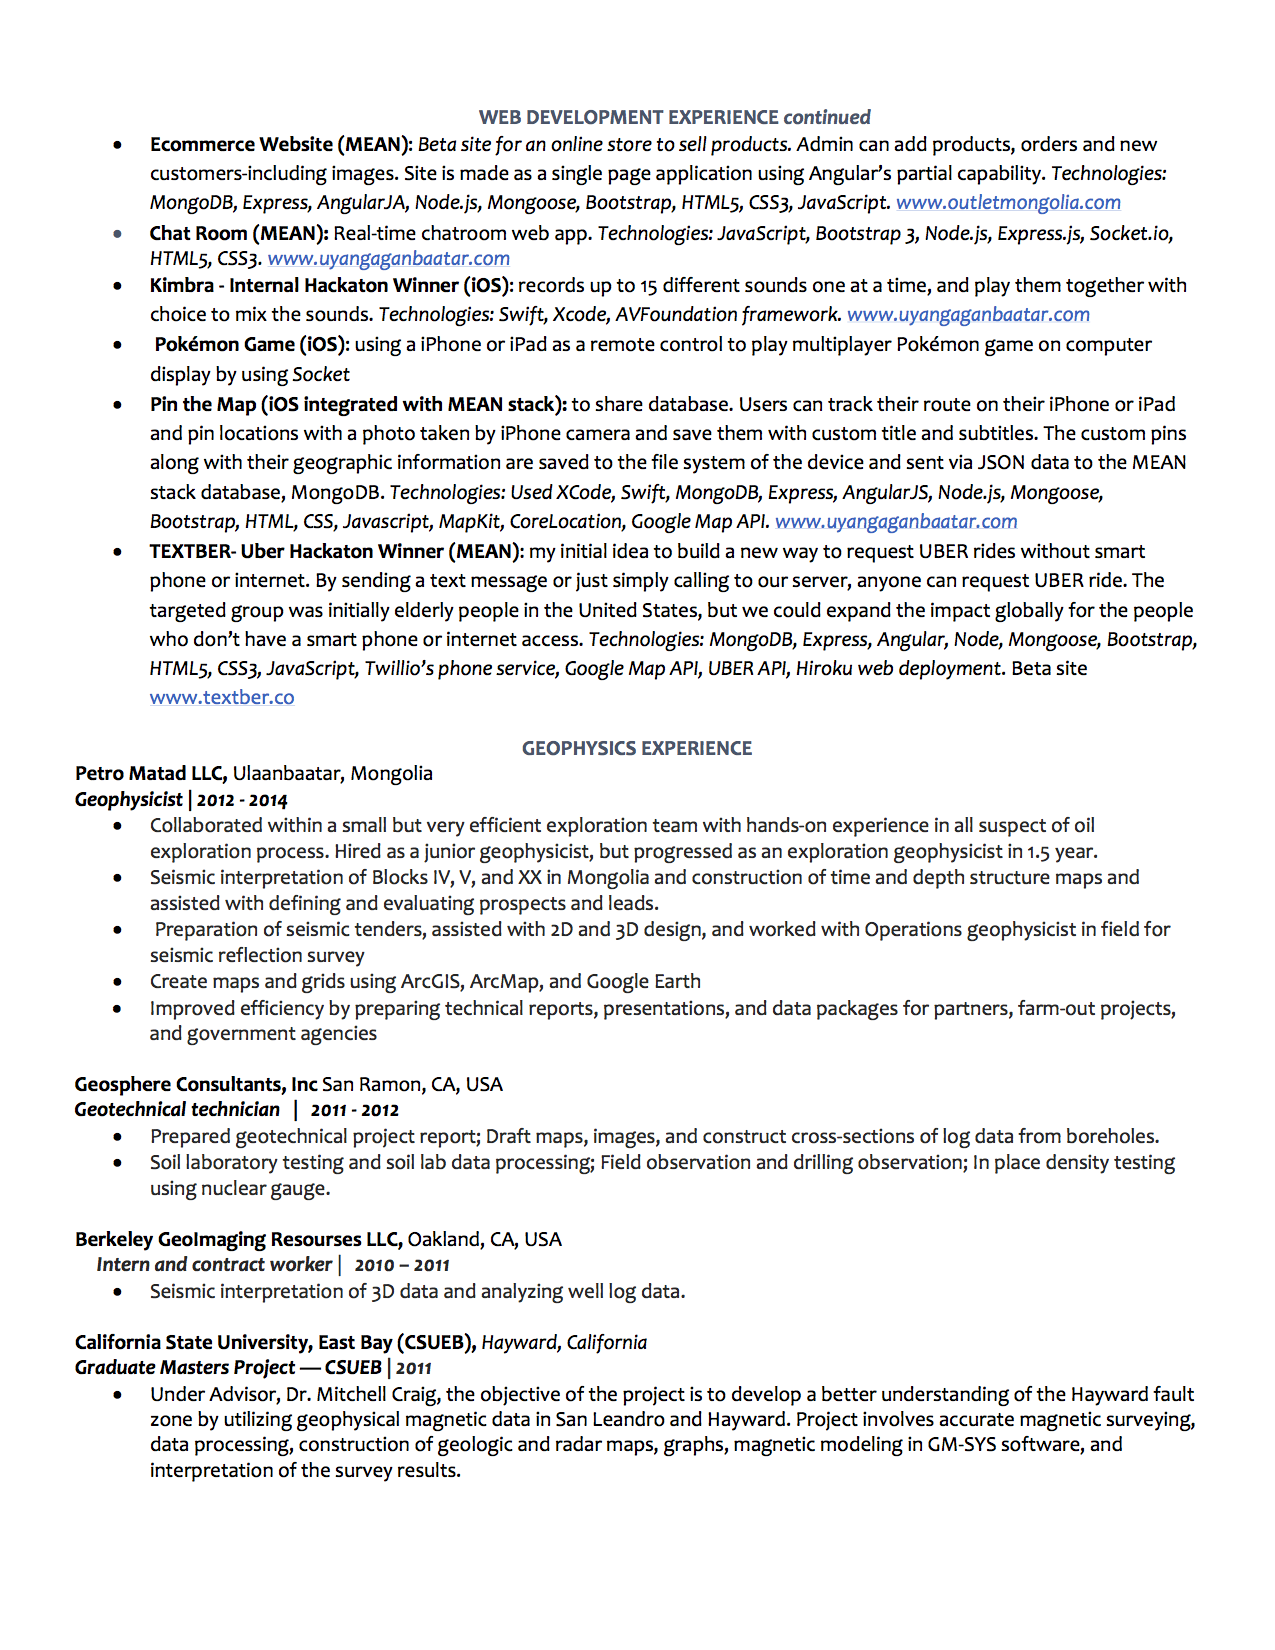 WEB DEVELOPMENT EXPERIENCE continued
• Ecommerce Website (MEAN): Beta site for an online store to sell products. Admin can add products, orders and new
customers-including images. Site is made as a single page application using Angular's partial capability. Technologies:
MongoDB, Express, AngularJA, Node.js, Mongoose, Bootstrap, HTML5, CSS3, JavaScript. www.outletmongolia.com
• Chat Room (MEAN): Real-time chatroom web app. Technologies: JavaScript, Bootstrap 3, Node.js, Express.js, Socket.io,
HTML5, CSS3. www.uyangaganbaatar.com
• Kimbra - Internal Hackaton Winner (iOS): records up to 15 different sounds one at a time, and play them together with
choice to mix the sounds. Technologies: Swift, Xcode, AVFoundation framework. www.uyangaganbaatar.com
• Pokémon Game (iOS): using a iPhone or iPad as a remote control to play multiplayer Pokémon game on computer
display by using Socket
• Pin the Map (iOS integrated with MEAN stack): to share database. Users can track their route on their iPhone or iPad
and pin locations with a photo taken by iPhone camera and save them with custom title and subtitles. The custom pins
along with their geographic information are saved to the file system of the device and sent via JSON data to the MEAN
stack database, MongoDB. Technologies: Used XCode, Swift, MongoDB, Express, AngularJS, Node.js, Mongoose,
Bootstrap, HTML, CSS, Javascript, MapKit, CoreLocation, Google Map API. www.uyangaganbaatar.com
• TEXTBER- Uber Hackaton Winner (MEAN): my initial idea to build a new way to request UBER rides without smart
phone or internet. By sending a text message or just simply calling to our server, anyone can request UBER ride. The
targeted group was initially elderly people in the United States, but we could expand the impact globally for the people
who don't have a smart phone or internet access. Technologies: MongoDB, Express, Angular, Node, Mongoose, Bootstrap,
HTML5, CSS3, JavaScript, Twillio's phone service, Google Map API, UBER API, Hiroku web deployment. Beta site
www.textber.co
GEOPHYSICS EXPERIENCE
Petro Matad LLC, Ulaanbaatar, Mongolia
Geophysicist | 2012 - 2014
• Collaborated within a small but very efficient exploration team with hands-on experience in all suspect of oil
exploration process. Hired as a junior geophysicist, but progressed as an exploration geophysicist in 1.5 year.
• Seismic interpretation of Blocks IV, V, and XX in Mongolia and construction of time and depth structure maps and
assisted with defining and evaluating prospects and leads.
• Preparation of seismic tenders, assisted with 2D and 3D design, and worked with Operations geophysicist in field for
seismic reflection survey
• Create maps and grids using ArcGIS, ArcMap, and Google Earth
• Improved efficiency by preparing technical reports, presentations, and data packages for partners, farm-out projects,
and government agencies
Geosphere Consultants, Inc San Ramon, CA, USA
Geotechnical technician | 2011 - 2012
• Prepared geotechnical project report; Draft maps, images, and construct cross-sections of log data from boreholes.
• Soil laboratory testing and soil lab data processing; Field observation and drilling observation; In place density testing
using nuclear gauge.
Berkeley GeoImaging Resourses LLC, Oakland, CA, USA
Intern and contract worker | 2010 – 2011
• Seismic interpretation of 3D data and analyzing well log data.
California State University, East Bay (CSUEB), Hayward, California
Graduate Masters Project — CSUEB | 2011
• Under Advisor, Dr. Mitchell Craig, the objective of the project is to develop a better understanding of the Hayward fault
zone by utilizing geophysical magnetic data in San Leandro and Hayward. Project involves accurate magnetic surveying,
data processing, construction of geologic and radar maps, graphs, magnetic modeling in GM-SYS software, and
interpretation of the survey results.